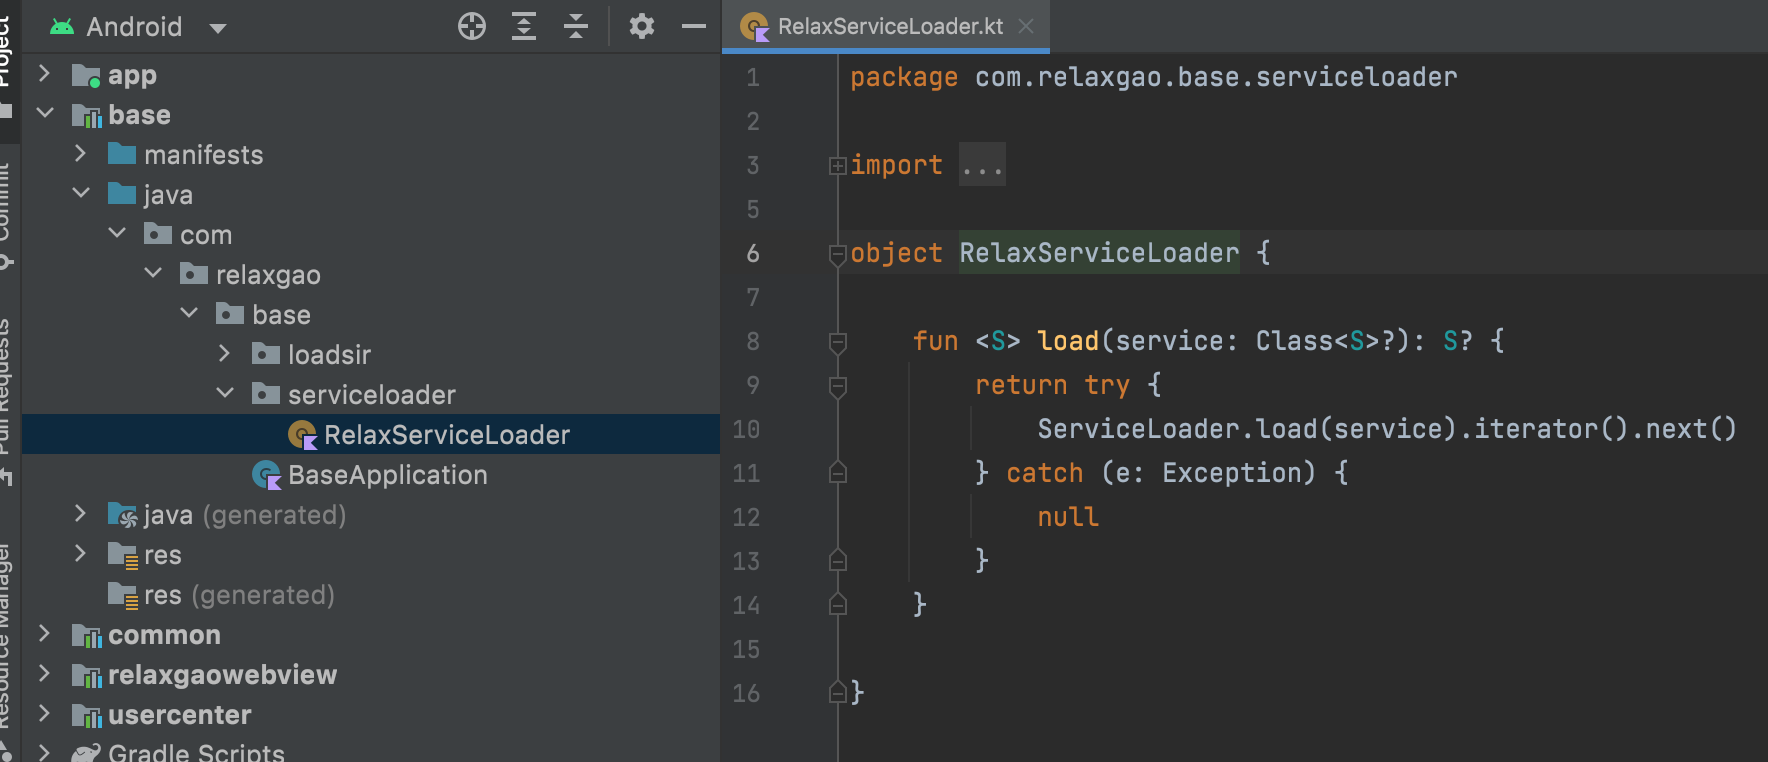 Project
Commit
Pull Requests
Resource Manager
Android
app
base
manifests
java
com
relaxgao
base
loadsir
serviceloader
RelaxServiceLoader
BaseApplication
java (generated)
res
res (generated)
common
relaxgaowebview
usercenter
Gradle Scripts
RelaxServiceLoader.kt
1 package com.relaxgao.base.serviceloader
2
3 import ...
5
6 object RelaxServiceLoader {
7
8 fun <S> load(service: Class<S>?): S? {
9 return try {
10 ServiceLoader.load(service).iterator().next()
11 } catch (e: Exception) {
12 null
13 }
14 }
15
16 }